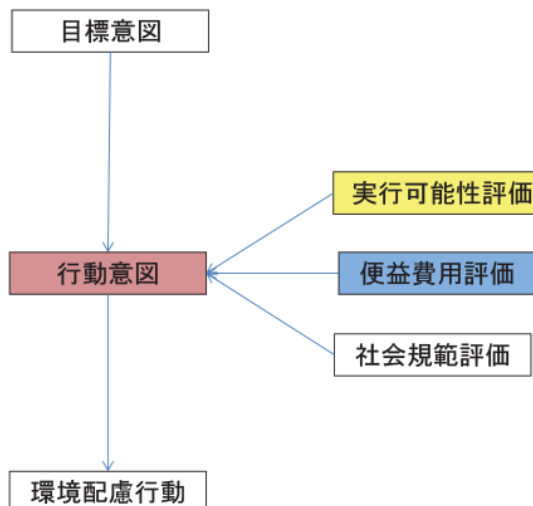 目標意図
実行可能性評価
行動意図
便益費用評価
社会規範評価
環境配慮行動